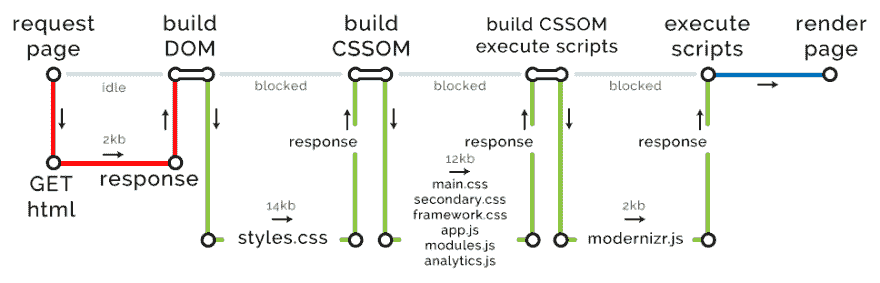 request
page
build
DOM
build
CSSOM
build CSSOM
execute scripts
execute
scripts
render
page
idle
blocked
blocked
blocked
2kb
response
GET
html
response
response
response
14kb
styles.css
12kb
main.css
secondary.css
framework.css
app.js
modules.js
analytics.js
2kb
modernizr.js